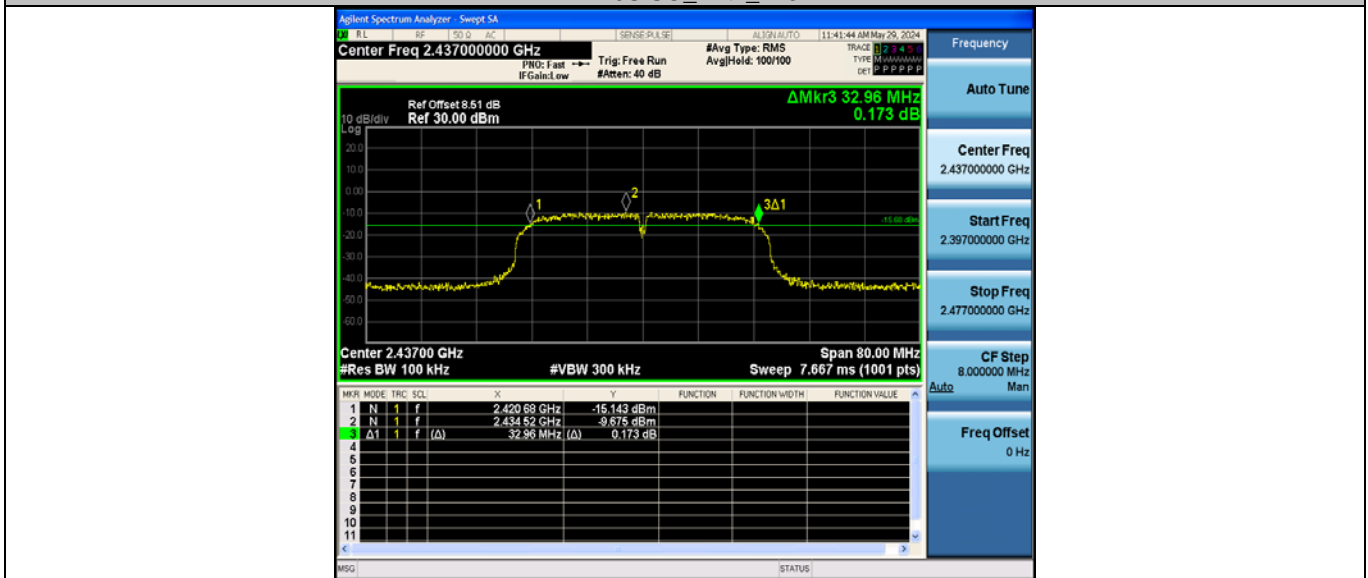 Agilent Spectrum Analyzer - Swept SA
RL RF 50 Ω AC SENSE:PULSE ALIGN AUTO 11:41:44 AM May 29, 2024
Center Freq 2.437000000 GHz #Avg Type: RMS TRACE 1 2 3 4 5 6
PNO: Fast Trig: Free Run Avg|Hold: 100/100 TYPE
IFGain:Low #Atten: 40 dB DET P P P P P P
ΔMkr3 32.96 MHz
0.173 dB
Ref Offset 8.51 dB
10 dB/div Ref 30.00 dBm
Log
20.0
10.0
0.00
-10.0
-20.0
-30.0
-40.0
-50.0
-60.0
1
2
3Δ1
-15.68 dBm
Center 2.43700 GHz Span 80.00 MHz
#Res BW 100 kHz #VBW 300 kHz Sweep 7.667 ms (1001 pts)
MKR MODE TRC SCL X Y FUNCTION FUNCTION WIDTH FUNCTION VALUE
1 N 1 f 2.420 68 GHz -15.143 dBm
2 N 1 f 2.434 52 GHz -9.675 dBm
3 Δ1 1 f (Δ) 32.96 MHz (Δ) 0.173 dB
4
5
6
7
8
9
10
11
MSG STATUS
Frequency
Auto Tune
Center Freq
2.437000000 GHz
Start Freq
2.397000000 GHz
Stop Freq
2.477000000 GHz
CF Step
8.000000 MHz
Auto Man
Freq Offset
0 Hz